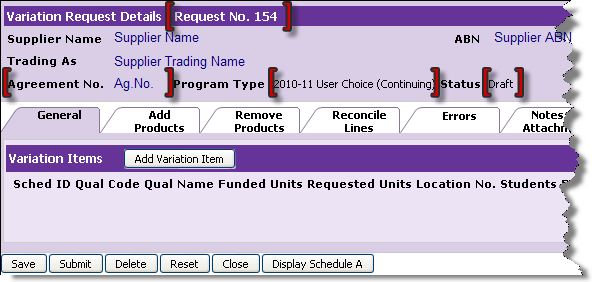 Variation Request Details Request No. 154
Supplier Name Supplier Name ABN Supplier ABN
Trading As Supplier Trading Name
Agreement No. Ag.No. Program Type 2010-11 User Choice (Continuing) Status Draft
General Add Products Remove Products Reconcile Lines Errors Notes
Variation Items Add Variation Item
Sched ID Qual Code Qual Name Funded Units Requested Units Location No. Students
Save Submit Delete Reset Close Display Schedule A